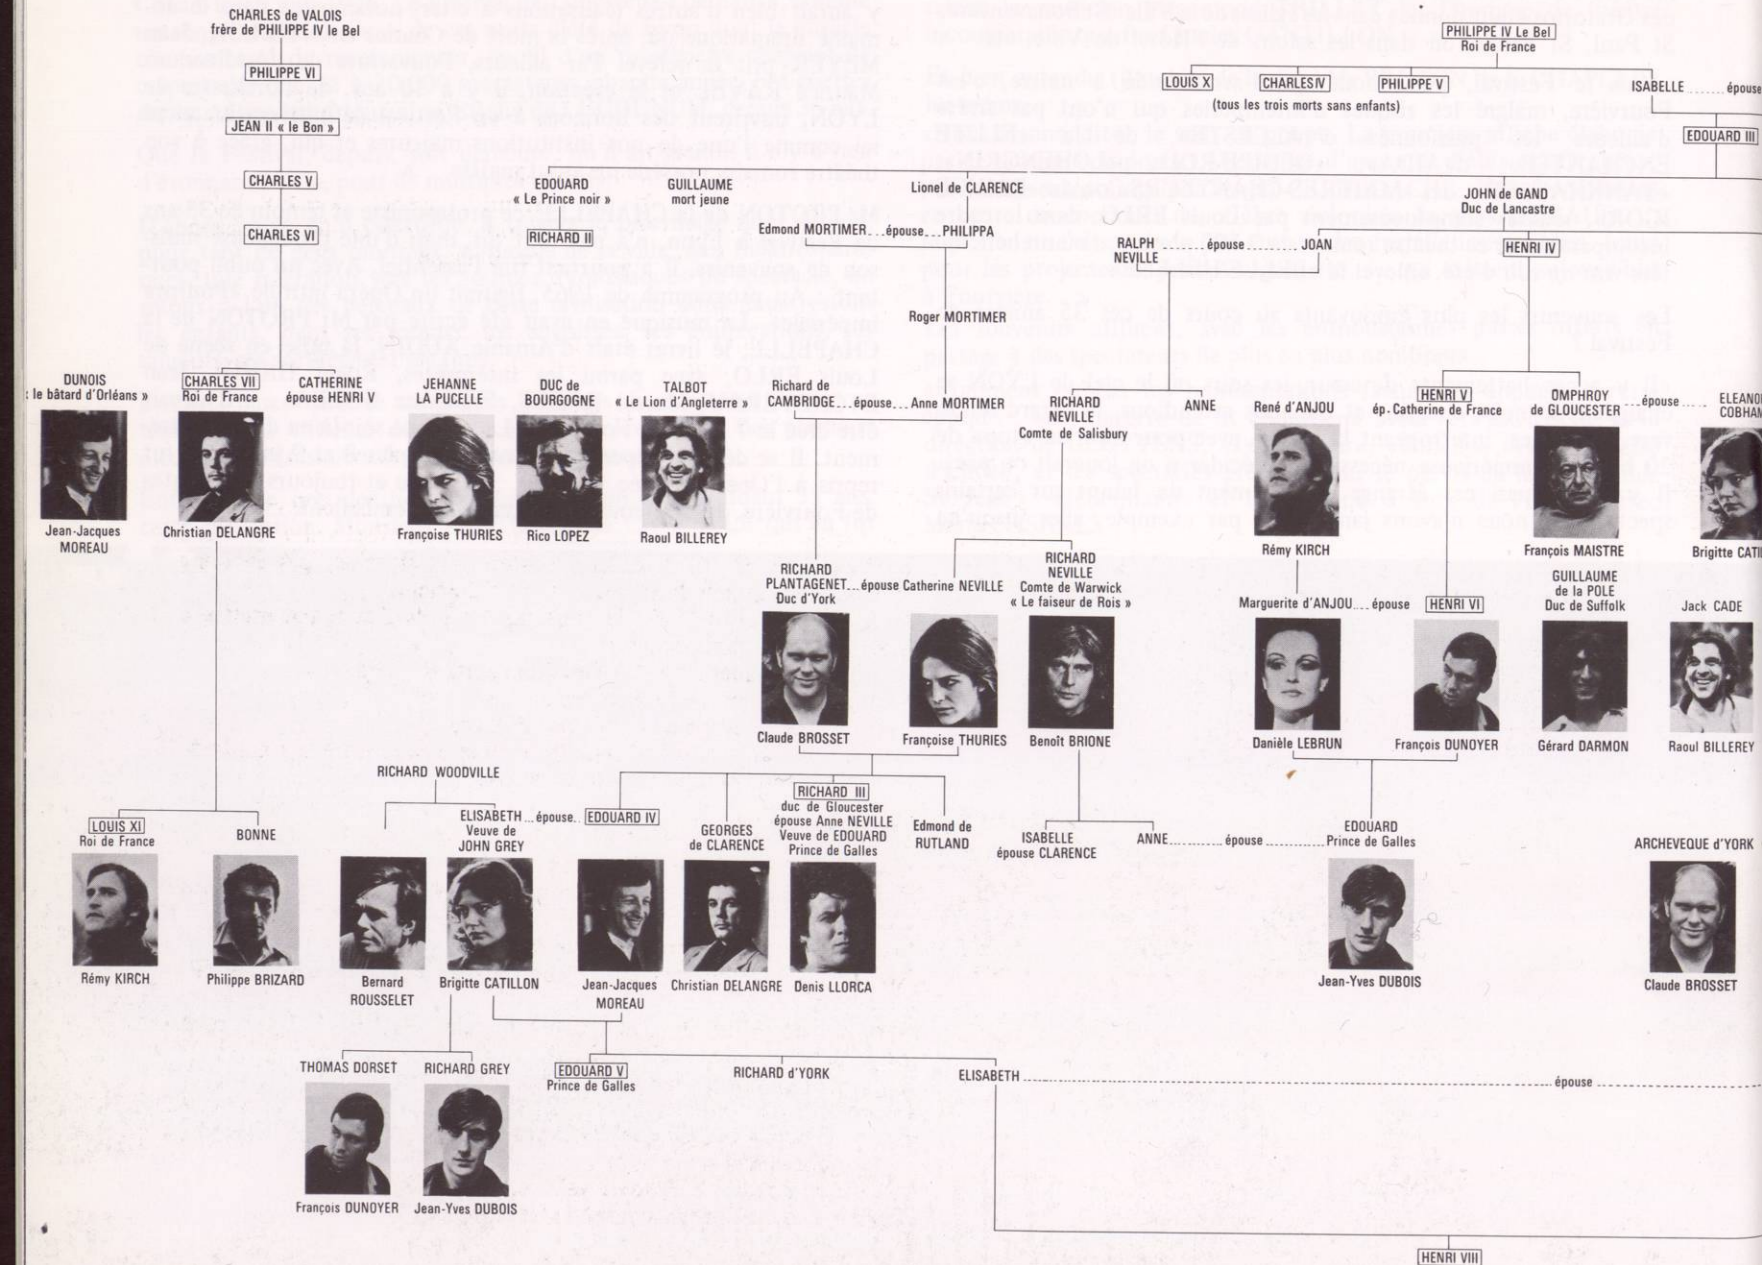 CHARLES de VALOIS
frère de PHILIPPE IV le Bel
PHILIPPE VI
JEAN II « le Bon »
CHARLES V
CHARLES VI
PHILIPPE IV Le Bel
Roi de France
LOUIS X
CHARLES IV
PHILIPPE V
(tous les trois morts sans enfants)
ISABELLE ........ épouse
EDOUARD III
EDOUARD
« Le Prince noir »
RICHARD II
GUILLAUME
mort jeune
Lionel de CLARENCE
Edmond MORTIMER...épouse...PHILIPPA
Roger MORTIMER
JOHN de GAND
Duc de Lancastre
RALPH ........épouse........ JOAN
NEVILLE
HENRI IV
DUNOIS
le bâtard d'Orléans »
Jean-Jacques
MOREAU
CHARLES VII
Roi de France
Christian DELANGRE
CATHERINE
épouse HENRI V
JEHANNE
LA PUCELLE
Françoise THURIES
DUC de
BOURGOGNE
Rico LOPEZ
TALBOT
« Le Lion d'Angleterre »
Raoul BILLEREY
Richard de
CAMBRIDGE...épouse...Anne MORTIMER
RICHARD
NEVILLE
Comte de Salisbury
ANNE
René d'ANJOU
Rémy KIRCH
HENRI V
ép. Catherine de France
OMPHROY
de GLOUCESTER ....épouse ........
François MAISTRE
ELEANO
COBHAM
Brigitte CATI
RICHARD
PLANTAGENET...épouse Catherine NEVILLE
Duc d'York
Claude BROSSET
Françoise THURIES
RICHARD
NEVILLE
Comte de Warwick
« Le faiseur de Rois »
Benoît BRIONE
Marguerite d'ANJOU....épouse
Danièle LEBRUN
HENRI VI
François DUNOYER
GUILLAUME
de la POLE
Duc de Suffolk
Gérard DARMON
Jack CADE
Raoul BILLEREY
LOUIS XI
Roi de France
Rémy KIRCH
BONNE
Philippe BRIZARD
RICHARD WOODVILLE
Bernard
ROUSSELET
ELISABETH ...épouse.. EDOUARD IV
Veuve de
JOHN GREY
Brigitte CATILLON
Jean-Jacques
MOREAU
GEORGES
de CLARENCE
Christian DELANGRE
RICHARD III
duc de Gloucester
épouse Anne NEVILLE
Veuve de EDOUARD
Prince de Galles
Denis LLORCA
Edmond de
RUTLAND
ISABELLE
épouse CLARENCE
ANNE.............. épouse ..............
EDOUARD
Prince de Galles
Jean-Yves DUBOIS
ARCHEVEQUE d'YORK
Claude BROSSET
THOMAS DORSET
François DUNOYER
RICHARD GREY
Jean-Yves DUBOIS
EDOUARD V
Prince de Galles
RICHARD d'YORK
ELISABETH ................ épouse ................
HENRI VIII